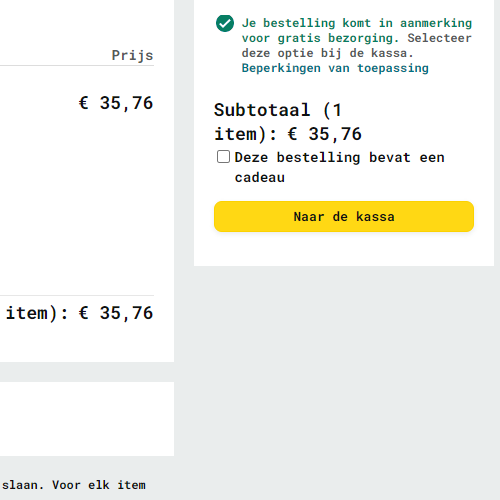 Prijs
€ 35,76
item): € 35,76
slaan. Voor elk item
Je bestelling komt in aanmerking
voor gratis bezorging. Selecteer
deze optie bij de kassa.
Beperkingen van toepassing
Subtotaal (1
item): € 35,76
Deze bestelling bevat een
cadeau
Naar de kassa